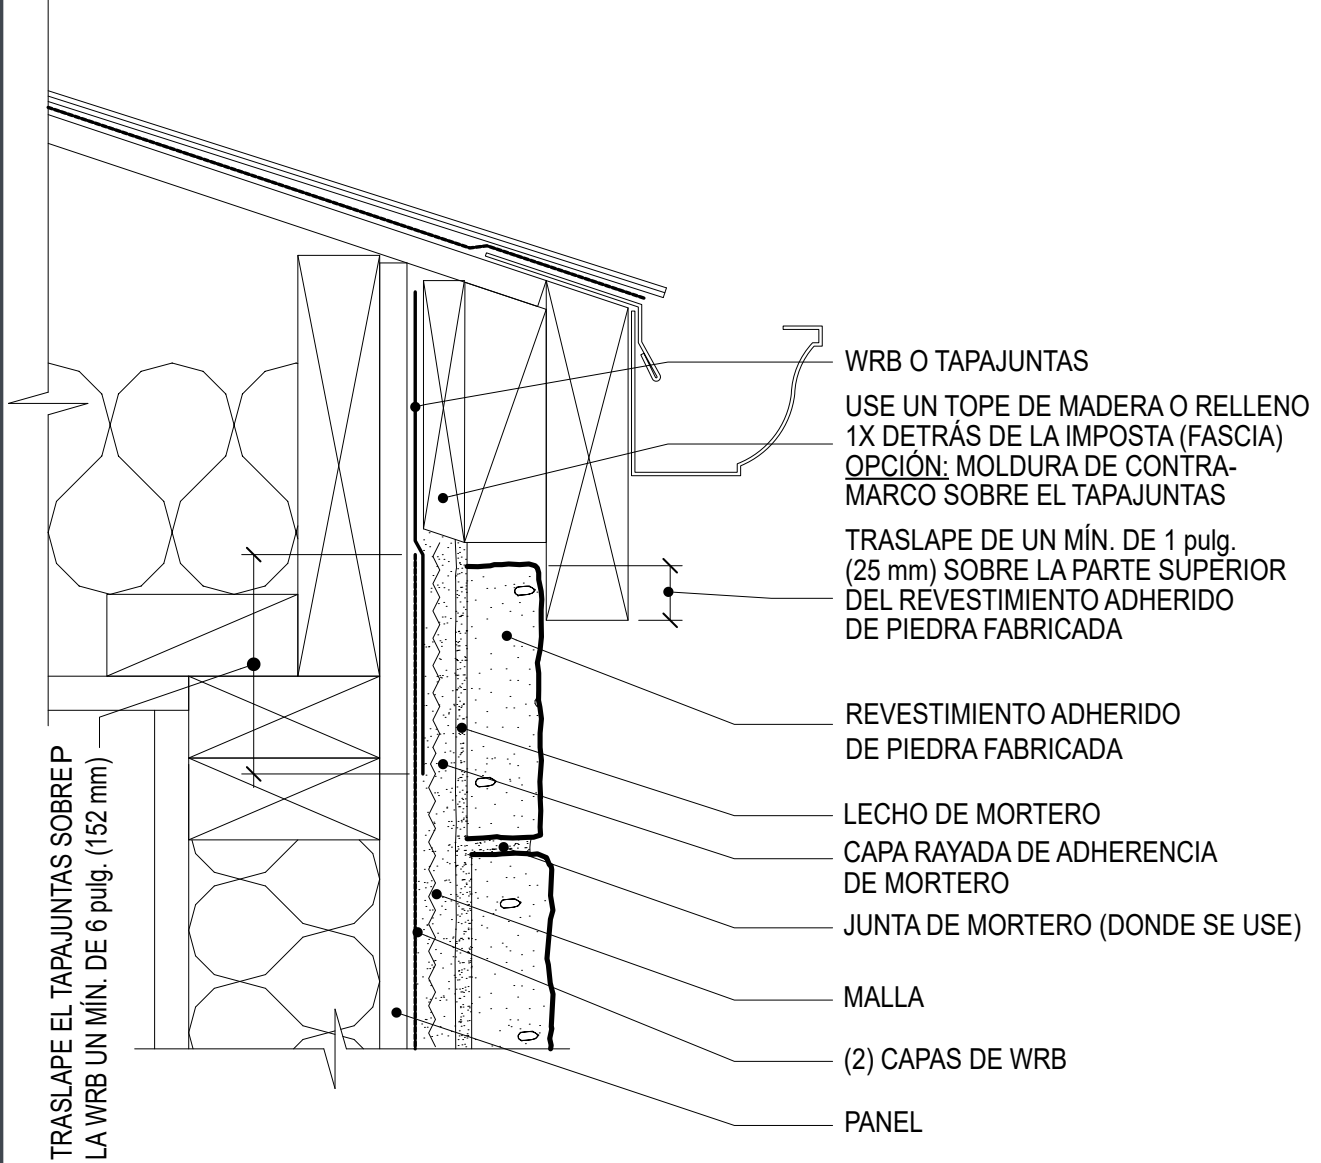 WRB O TAPAJUNTAS
USE UN TOPE DE MADERA O RELLENO
1X DETRÁS DE LA IMPOSTA (FASCIA)
OPCIÓN: MOLDURA DE CONTRA-
MARCO SOBRE EL TAPAJUNTAS
TRASLAPE DE UN MÍN. DE 1 pulg.
(25 mm) SOBRE LA PARTE SUPERIOR
DEL REVESTIMIENTO ADHERIDO
DE PIEDRA FABRICADA
REVESTIMIENTO ADHERIDO
DE PIEDRA FABRICADA
LECHO DE MORTERO
CAPA RAYADA DE ADHERENCIA
DE MORTERO
JUNTA DE MORTERO (DONDE SE USE)
MALLA
(2) CAPAS DE WRB
PANEL
TRASLAPE EL TAPAJUNTAS SOBRE P
LA WRB UN MÍN. DE 6 pulg. (152 mm)